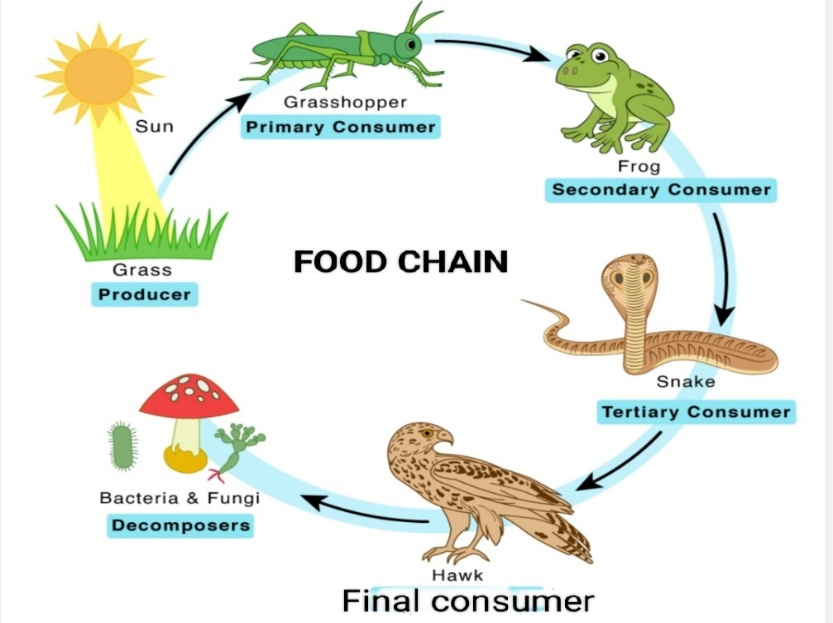 Sun
Grasshopper
Primary Consumer
Frog
Secondary Consumer
FOOD CHAIN
Grass
Producer
Snake
Tertiary Consumer
Bacteria & Fungi
Decomposers
Hawk
Final consumer